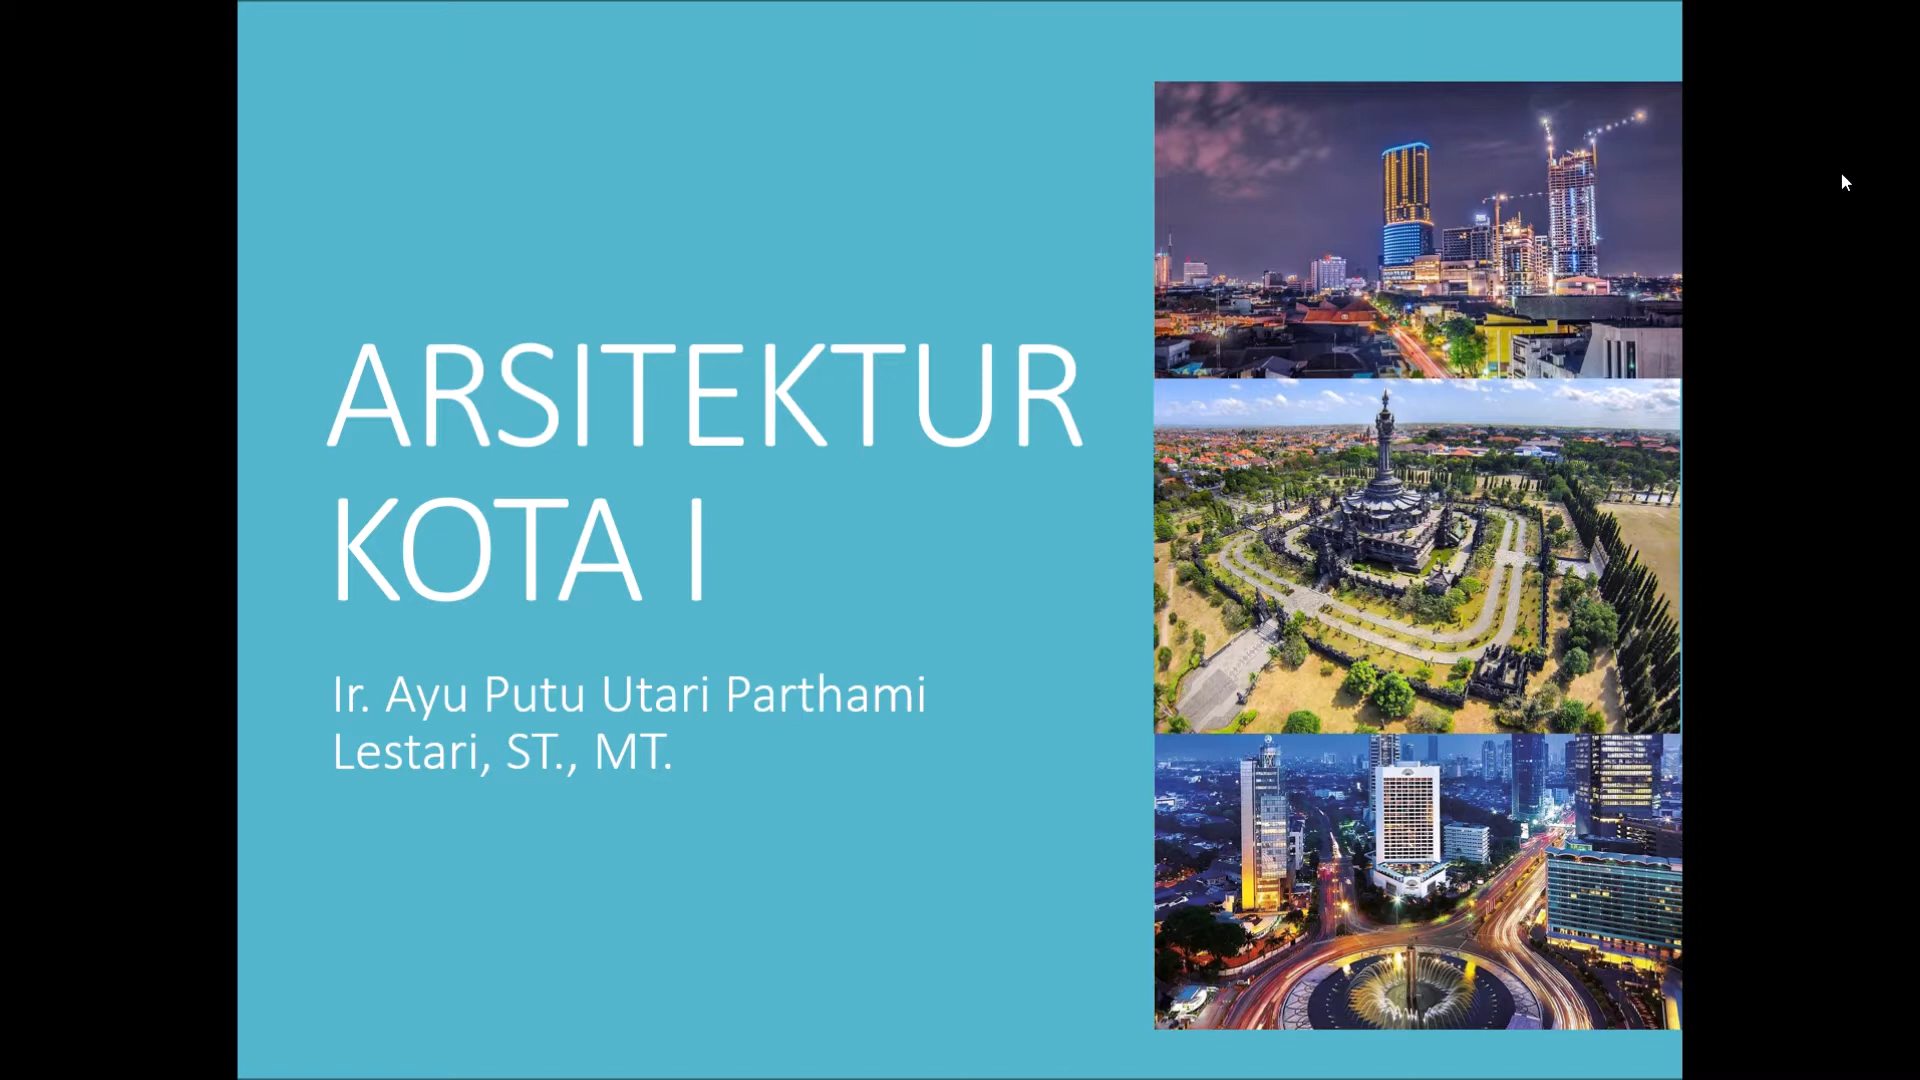 ARSITEKTUR
KOTA I
Ir. Ayu Putu Utari Parthami
Lestari, ST., MT.